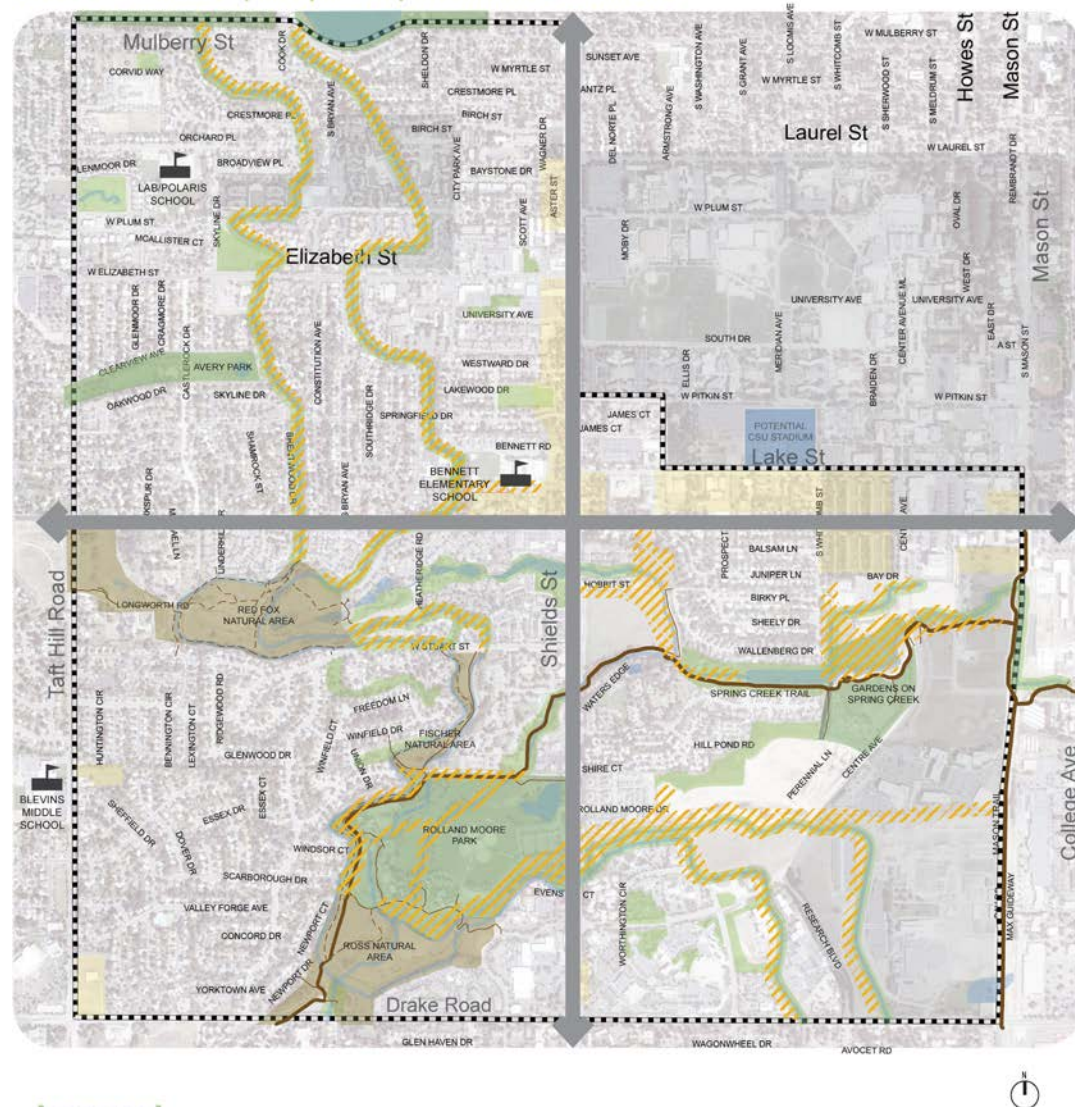 Mulberry St
CORVID WAY
COOK DR
SHELDON DR
W MYRTLE ST
CRESTMORE PL
CRESTMORE PL
S BRYAN AVE
BIRCH ST
BIRCH ST
ORCHARD PL
BROADVIEW PL
CITY PARK AVE
BAYSTONE DR
WAGNER DR
ASTER ST
LENMOOR DR
LAB/POLARIS
SCHOOL
SKYLINE DR
SCOTT AVE
W PLUM ST
MCALLISTER CT
Elizabeth St
W ELIZABETH ST
GLENMOOR DR
CRAGMORE DR
CASTLEROCK DR
CONSTITUTION AVE
UNIVERSITY AVE
CLEARVIEW AVE
AVERY PARK
WESTWARD DR
OAKWOOD DR
SKYLINE DR
LAKEWOOD DR
SOUTHRIDGE DR
SPRINGFIELD DR
SHAMROCK ST
BRENTWOOD DR
BRYAN AVE
BENNETT RD
BENNETT
ELEMENTARY
SCHOOL
SUNSET AVE
ANTZ PL
DEL NORTE PL
ARMSTRONG AVE
S WASHINGTON AVE
S GRANT AVE
S LOOMIS AVE
W MYRTLE ST
S WHITCOMB ST
W MULBERRY ST
S SHERWOOD ST
S MELDRUM ST
Howes St
Mason St
Laurel St
W LAUREL ST
REMBRANDT DR
W PLUM ST
MOBY DR
OVAL DR
Mason St
WEST DR
UNIVERSITY AVE
CENTER AVENUE ML
UNIVERSITY AVE
EAST DR
A ST
S MASON ST
SOUTH DR
MERIDIAN AVE
ELLIS DR
BRAIDEN DR
W PITKIN ST
W PITKIN ST
JAMES CT
JAMES CT
POTENTIAL
CSU STADIUM
Lake St
Taft Hill Road
LONGWORTH RD
RED FOX
NATURAL AREA
HEATHERIDGE RD
W STUART ST
Shields St
HUNTINGTON CIR
BENNINGTON CIR
LEXINGTON CT
RIDGEWOOD RD
FREEDOM LN
WINFIELD DR
WINFIELD CT
FISCHER
NATURAL AREA
GLENWOOD DR
UNION DR
BLEVINS
MIDDLE
SCHOOL
ESSEX CT
ESSEX DR
SHEFFIELD DR
DOVER DR
WINDSOR CT
ROLLAND MOORE
PARK
SCARBOROUGH DR
VALLEY FORGE AVE
NEWPORT CT
CONCORD DR
ROSS NATURAL
AREA
YORKTOWN AVE
NEWPORT DR
Drake Road
GLEN HAVEN DR
HOBBIT ST
PROSPECT
BALSAM LN
JUNIPER LN
BAY DR
BIRKY PL
SHEELY DR
WALLENBERG DR
WATERS EDGE
SPRING CREEK TRAIL
GARDENS ON
SPRING CREEK
HILL POND RD
SHIRE CT
PERENNIAL LN
CENTRE AVE
ROLLAND MOORE DR
MASON TRAIL
College Ave
EVENS
CT
WORTHINGTON CIR
RESEARCH BLVD
MAX GUIDEWAY
WAGONWHEEL DR
AVOCET RD
N